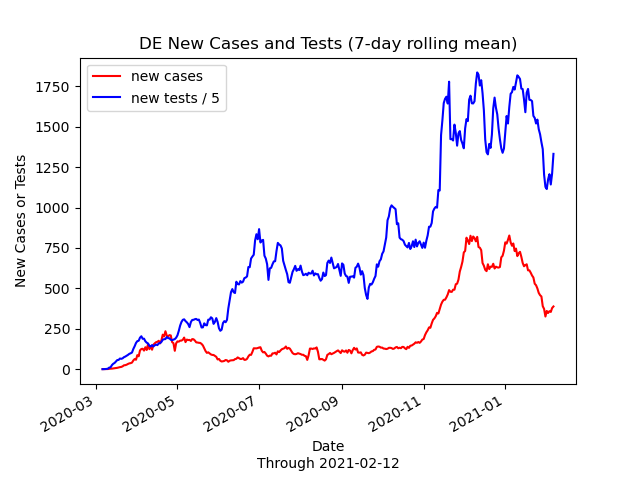 DE New Cases and Tests (7-day rolling mean)
new cases
new tests / 5
New Cases or Tests
1750
1500
1250
1000
750
500
250
0
2020-03
2020-05
2020-07
2020-09
2020-11
2021-01
Date
Through 2021-02-12